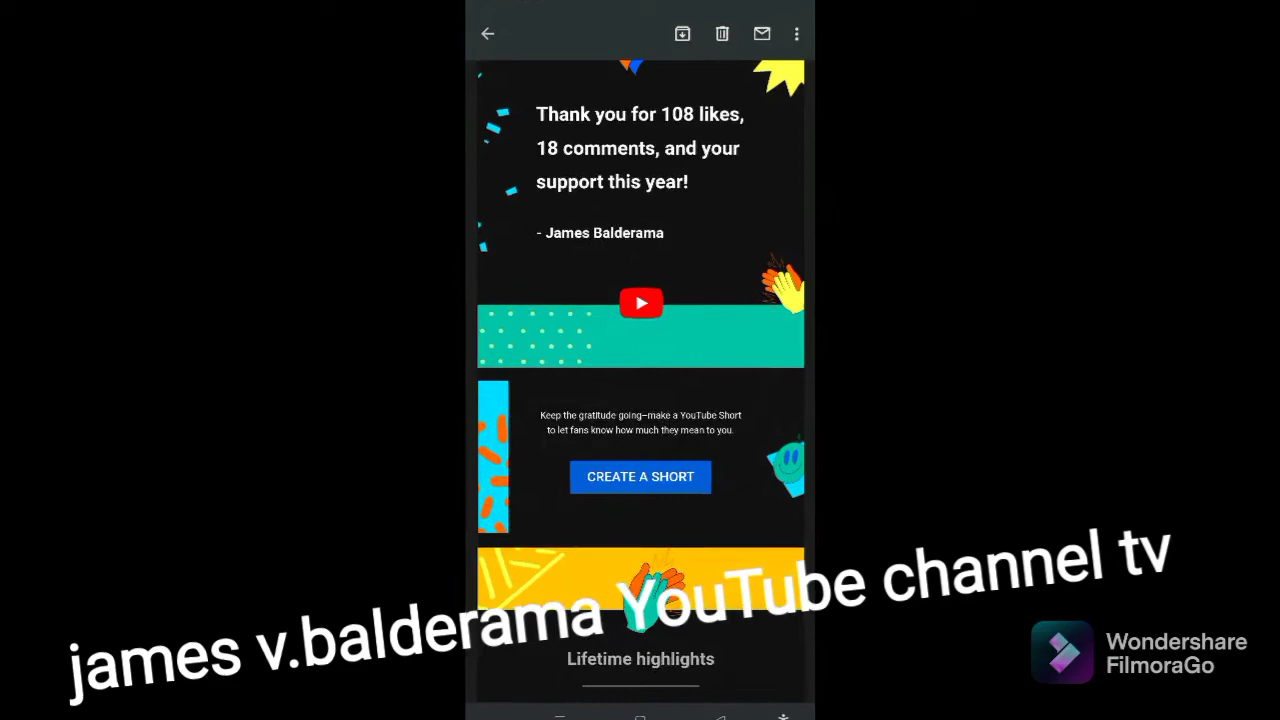 Thank you for 108 likes,
18 comments, and your
support this year!
- James Balderama
Keep the gratitude going–make a YouTube Short
to let fans know how much they mean to you.
CREATE A SHORT
james v.balderama YouTube channel tv
Lifetime highlights
Wondershare
FilmoraGo